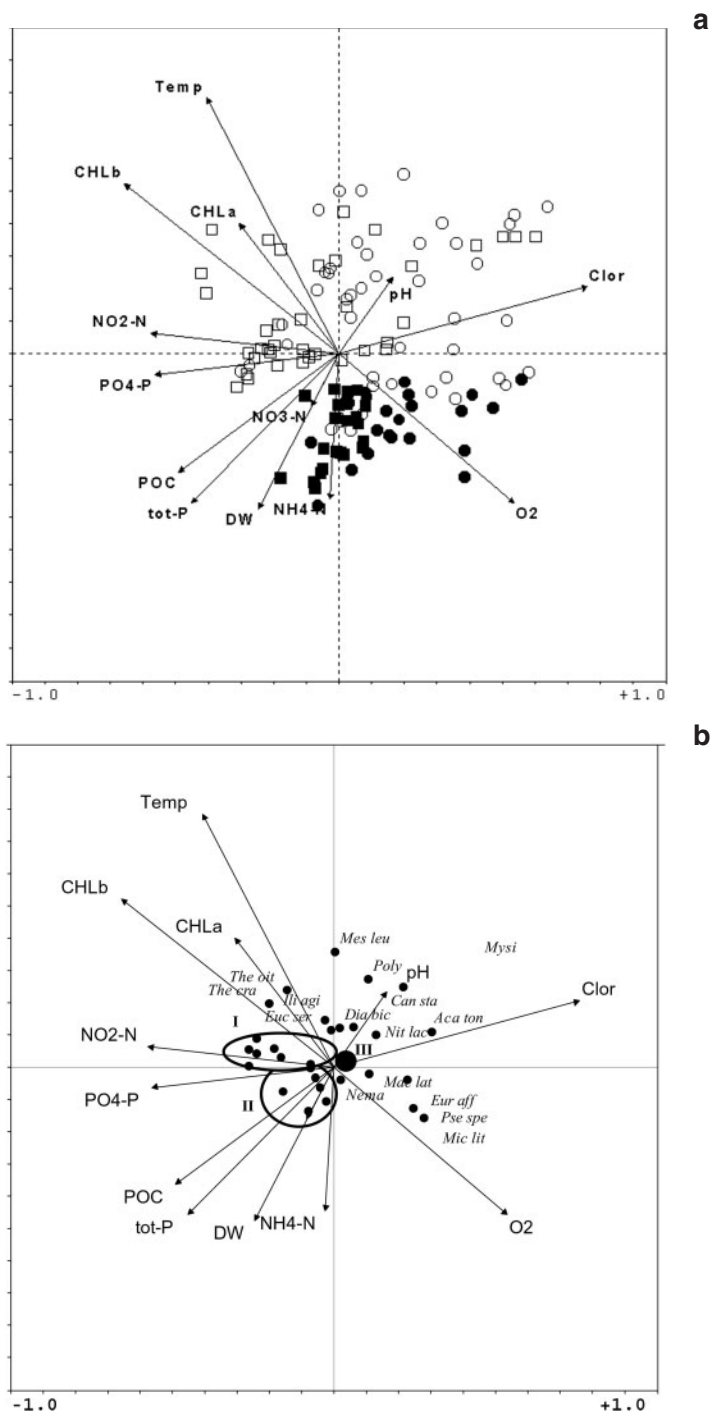 a
Temp
CHLb
CHLa
pH
Clor
NO2-N
PO4-P
NO3-N
POC
tot-P
DW
NH4-N
O2
-1.0 +1.0
b
Temp
CHLb
CHLa
Mes leu
Mysi
Poly
pH
The oit
The cra
Ili agi
Can sta
Clor
Euc ser
Dia bic
Aca ton
I
Nit lac
NO2-N
III
Mac lat
PO4-P
Nema
Eur aff
II
Pse spe
Mic lit
POC
tot-P
DW
NH4-N
O2
-1.0 +1.0